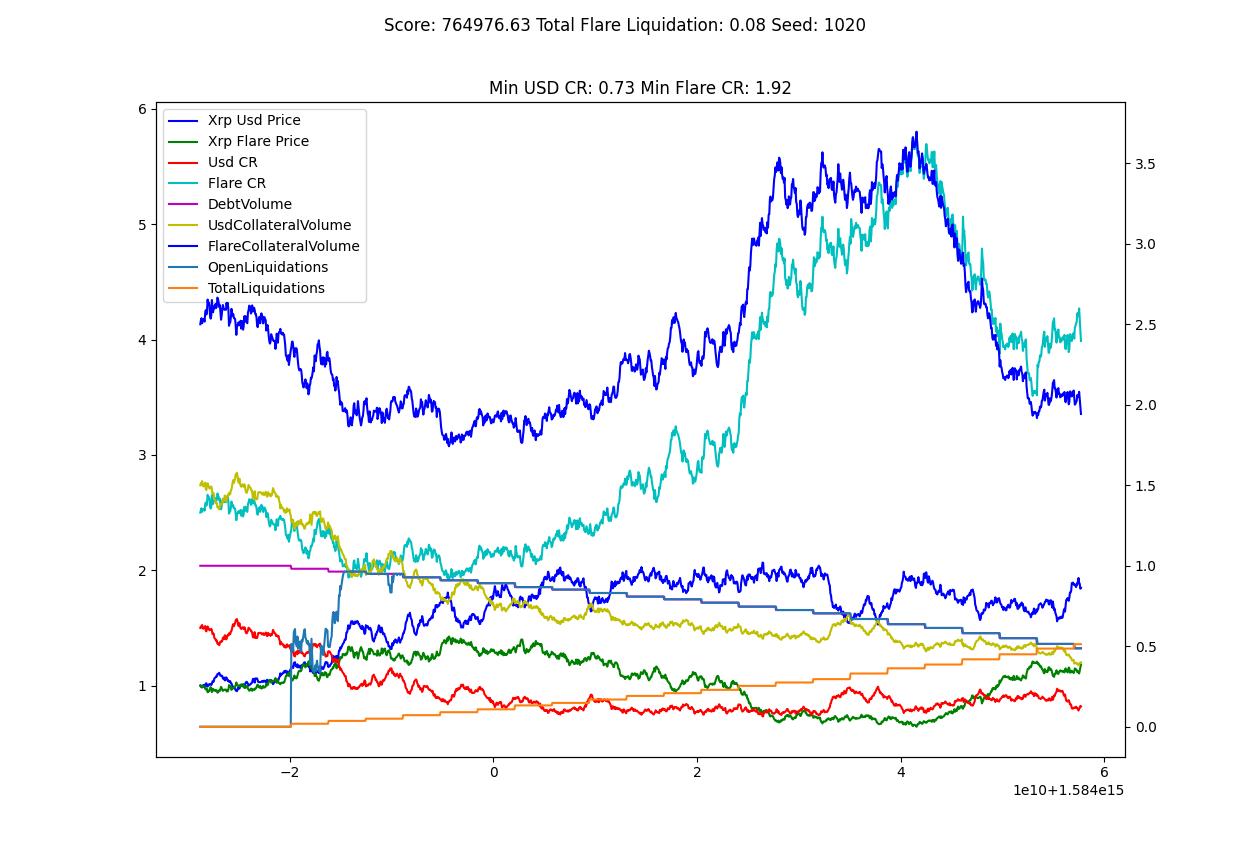 Score: 764976.63 Total Flare Liquidation: 0.08 Seed: 1020
Min USD CR: 0.73 Min Flare CR: 1.92
Xrp Usd Price
Xrp Flare Price
Usd CR
Flare CR
DebtVolume
UsdCollateralVolume
FlareCollateralVolume
OpenLiquidations
TotalLiquidations
6
5
4
3
2
1
3.5
3.0
2.5
2.0
1.5
1.0
0.5
0.0
−2 0 2 4 6
1e10+1.584e15